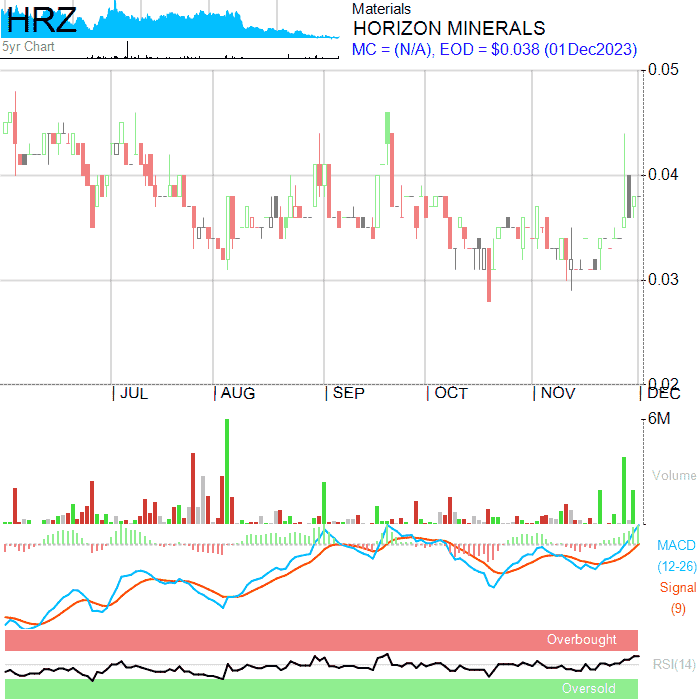 HRZ
5yr Chart
Materials
HORIZON MINERALS
MC = (N/A), EOD = $0.038 (01Dec2023)
0.05
0.04
0.03
0.02
| JUL | AUG | SEP | OCT | NOV | DEC
6M
Volume
MACD
(12-26)
Signal
(9)
Overbought
RSI(14)
Oversold